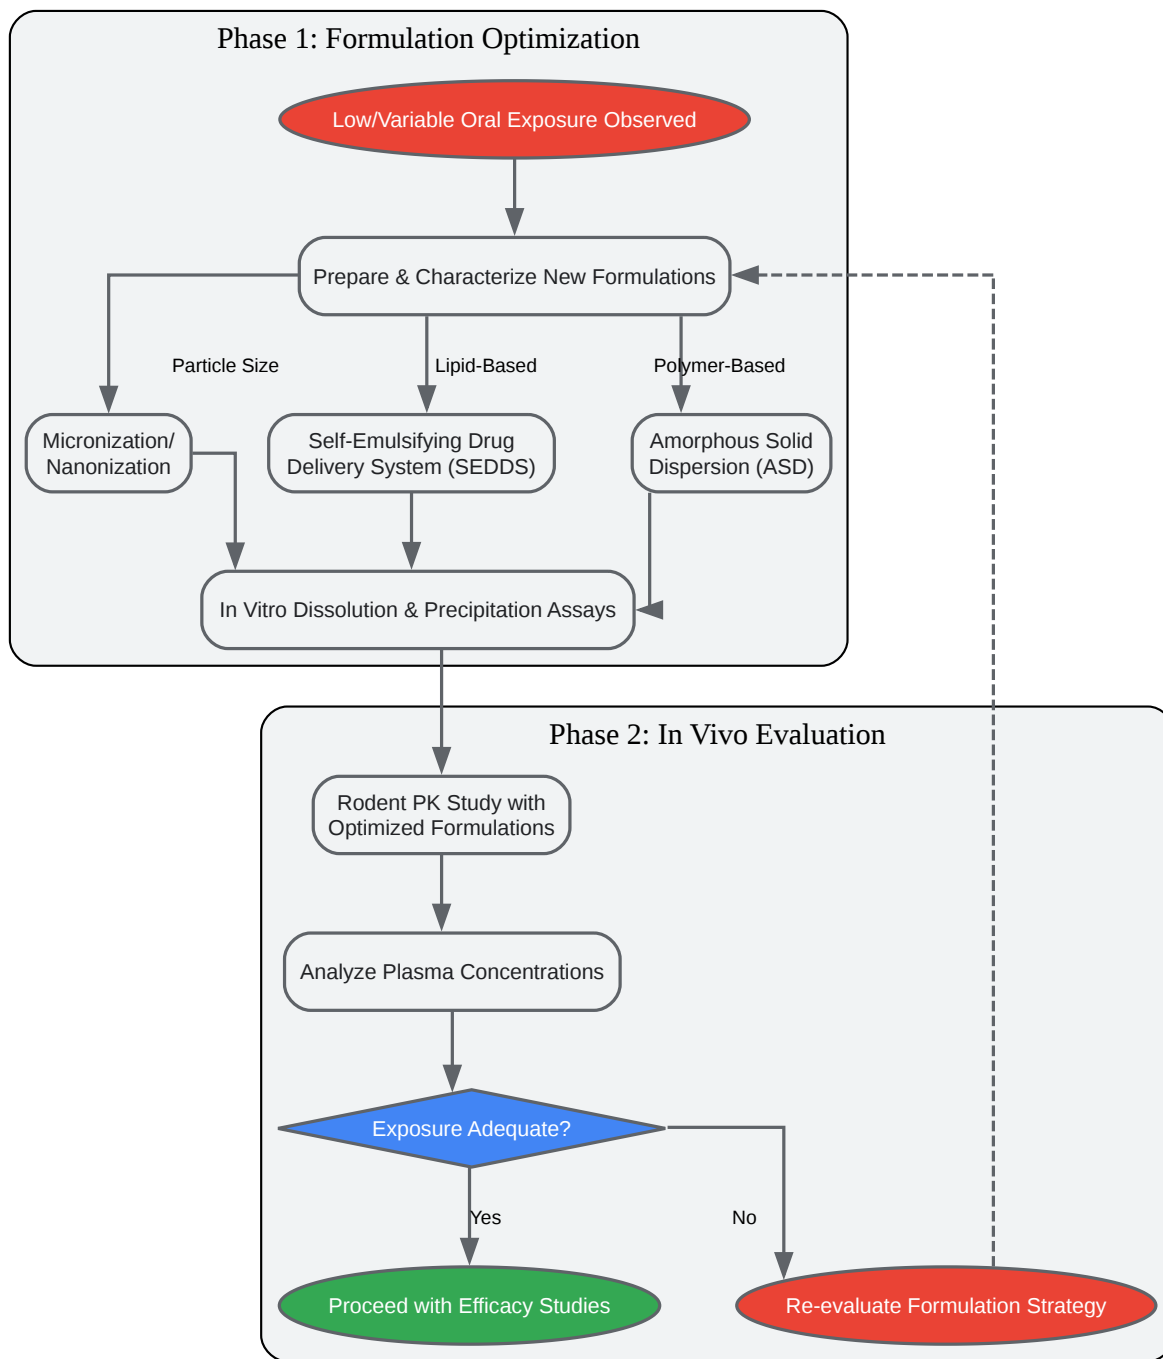 Phase 1: Formulation Optimization
Low/Variable Oral Exposure Observed
Prepare & Characterize New Formulations
Particle Size
Lipid-Based
Polymer-Based
Micronization/
Nanonization
Self-Emulsifying Drug
Delivery System (SEDDS)
Amorphous Solid
Dispersion (ASD)
In Vitro Dissolution & Precipitation Assays
Phase 2: In Vivo Evaluation
Rodent PK Study with
Optimized Formulations
Analyze Plasma Concentrations
Exposure Adequate?
Yes
No
Proceed with Efficacy Studies
Re-evaluate Formulation Strategy